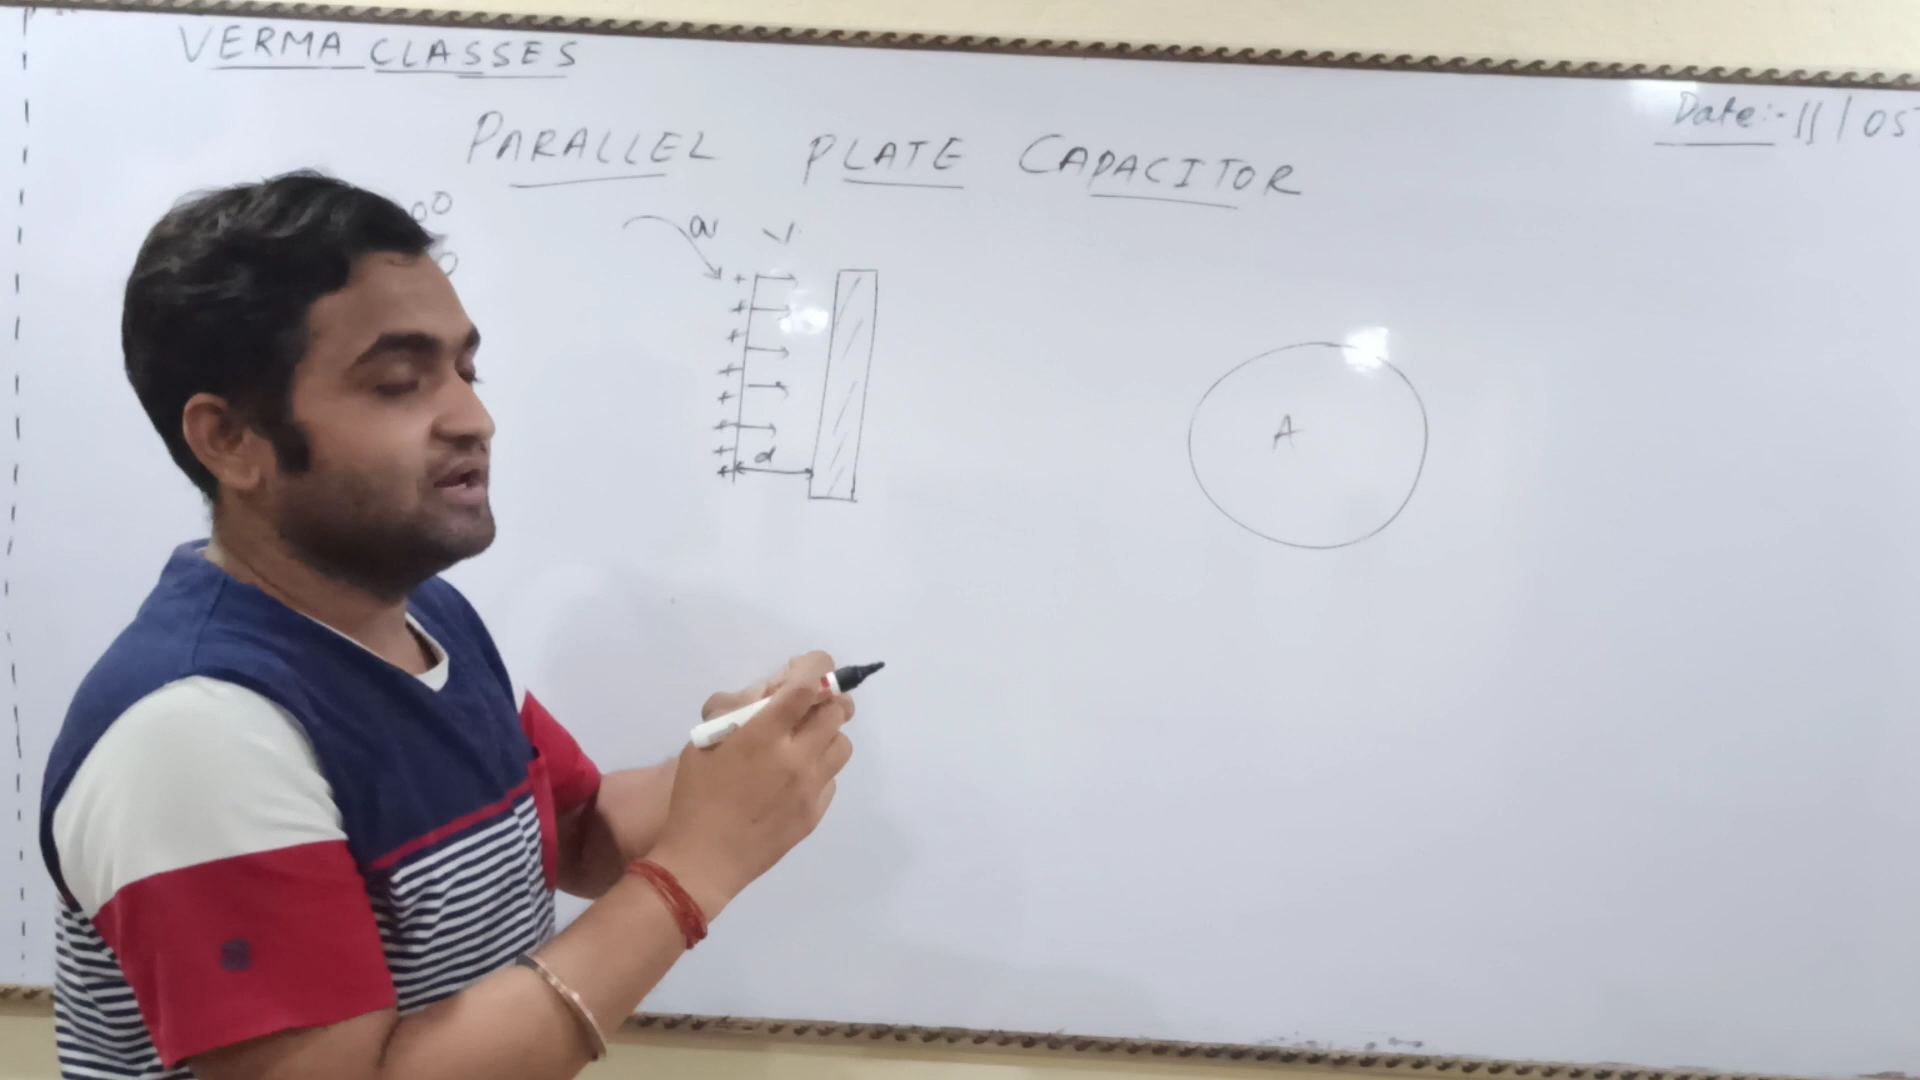 VERMA CLASSES
Date:- 11/05
PARALLEL PLATE CAPACITOR
+
+
+
+
+
+
+
+
d
A